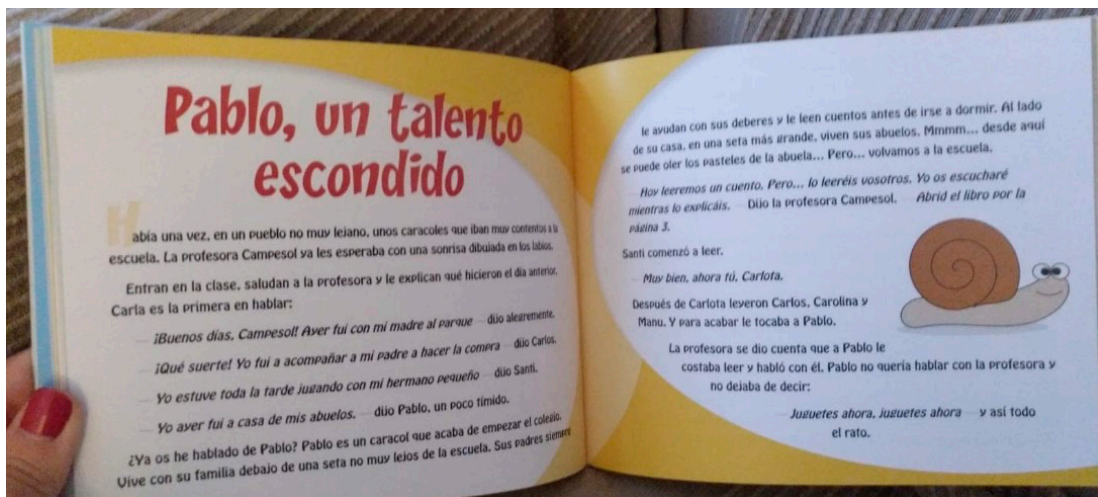 Pablo, un talento
escondido
Había una vez, en un pueblo no muy lejano, unos caracoles que iban muy contentos a la
escuela. La profesora Campesol ya les esperaba con una sonrisa dibujada en los labios.
Entran en la clase, saludan a la profesora y le explican qué hicieron el día anterior.
Carla es la primera en hablar:
— ¡Buenos días, Campesol! Ayer fui con mi madre al parque — dijo alegremente.
— ¡Qué suerte! Yo fui a acompañar a mi padre a hacer la compra — dijo Carlos.
— Yo estuve toda la tarde jugando con mi hermano pequeño — dijo Santi.
— Yo ayer fui a casa de mis abuelos. — dijo Pablo, un poco tímido.
¿Ya os he hablado de Pablo? Pablo es un caracol que acaba de empezar el colegio.
Vive con su familia debajo de una seta no muy lejos de la escuela. Sus padres siempre
le ayudan con sus deberes y le leen cuentos antes de irse a dormir. Al lado
de su casa, en una seta más grande, viven sus abuelos. Mmmm... desde aquí
se puede oler los pasteles de la abuela... Pero... volvamos a la escuela.
— Hoy leeremos un cuento. Pero... lo leeréis vosotros. Yo os escucharé
mientras lo explicáis. — Dijo la profesora Campesol. — Abrid el libro por la
página 3.
Santi comenzó a leer.
— Muy bien, ahora tú, Carlota.
Después de Carlota leyeron Carlos, Carolina y
Manu. Y para acabar le tocaba a Pablo.
La profesora se dio cuenta que a Pablo le
costaba leer y habló con él. Pablo no quería hablar con la profesora y
no dejaba de decir:
— Juguetes ahora, juguetes ahora — y así todo
el rato.